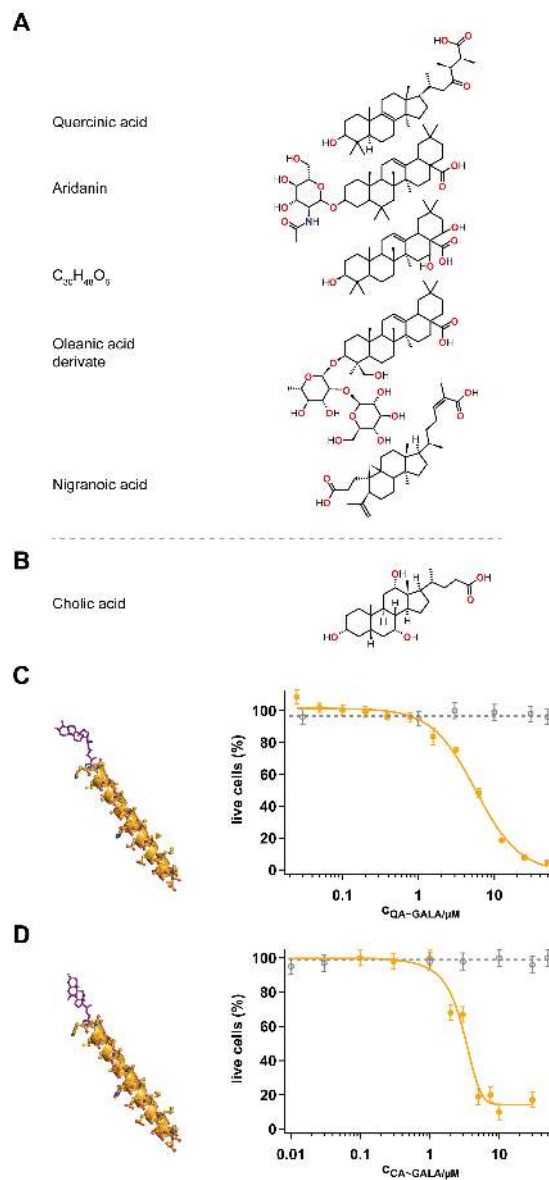 A
Quercinic acid
Aridanin
C30H48O5
Oleanic acid
derivate
Nigranoic acid
B
Cholic acid
C
live cells (%)
100
80
60
40
20
0
0.1
1
10
cQA–GALA/µM
D
live cells (%)
100
80
60
40
20
0
0.01
0.1
1
10
cCA–GALA/µM